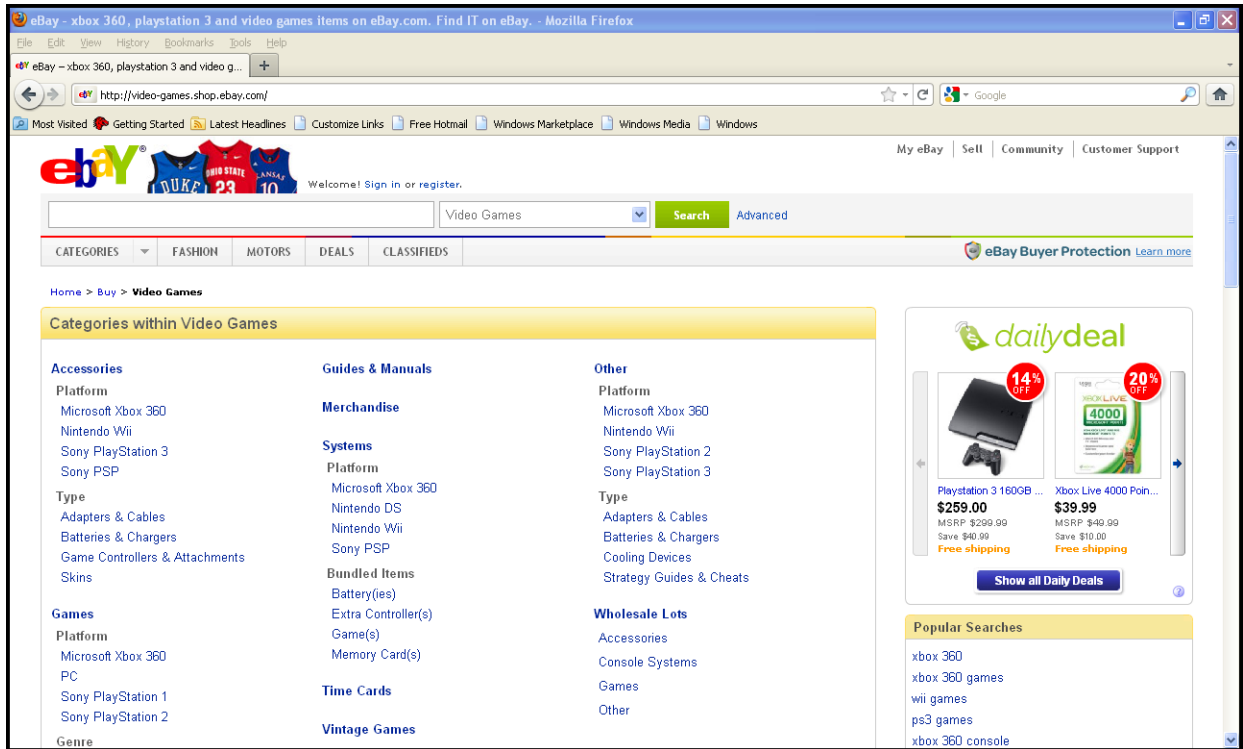 eBay - xbox 360, playstation 3 and video games items on eBay.com. Find IT on eBay. - Mozilla Firefox
File Edit View History Bookmarks Tools Help
eBay – xbox 360, playstation 3 and video g... +
http://video-games.shop.ebay.com/ Google
Most Visited Getting Started Latest Headlines Customize Links Free Hotmail Windows Marketplace Windows Media Windows
My eBay Sell Community Customer Support
ebY ®
DUKE OHIO STATE 23 KANSAS 10
Welcome! Sign in or register.
Video Games Search Advanced
CATEGORIES FASHION MOTORS DEALS CLASSIFIEDS
eBay Buyer Protection Learn more
Home > Buy > Video Games
Categories within Video Games
Accessories
Platform
Microsoft Xbox 360
Nintendo Wii
Sony PlayStation 3
Sony PSP
Type
Adapters & Cables
Batteries & Chargers
Game Controllers & Attachments
Skins
Games
Platform
Microsoft Xbox 360
PC
Sony PlayStation 1
Sony PlayStation 2
Genre
Guides & Manuals
Merchandise
Systems
Platform
Microsoft Xbox 360
Nintendo DS
Nintendo Wii
Sony PSP
Bundled Items
Battery(ies)
Extra Controller(s)
Game(s)
Memory Card(s)
Time Cards
Vintage Games
Other
Platform
Microsoft Xbox 360
Nintendo Wii
Sony PlayStation 2
Sony PlayStation 3
Type
Adapters & Cables
Batteries & Chargers
Cooling Devices
Strategy Guides & Cheats
Wholesale Lots
Accessories
Console Systems
Games
Other
dailydeal
14% OFF
Playstation 3 160GB ...
$259.00
MSRP $299.99
Save $40.99
Free shipping
20% OFF
XBOX LIVE
4000
Xbox Live 4000 Poin...
$39.99
MSRP $49.99
Save $10.00
Free shipping
Show all Daily Deals
Popular Searches
xbox 360
xbox 360 games
wii games
ps3 games
xbox 360 console